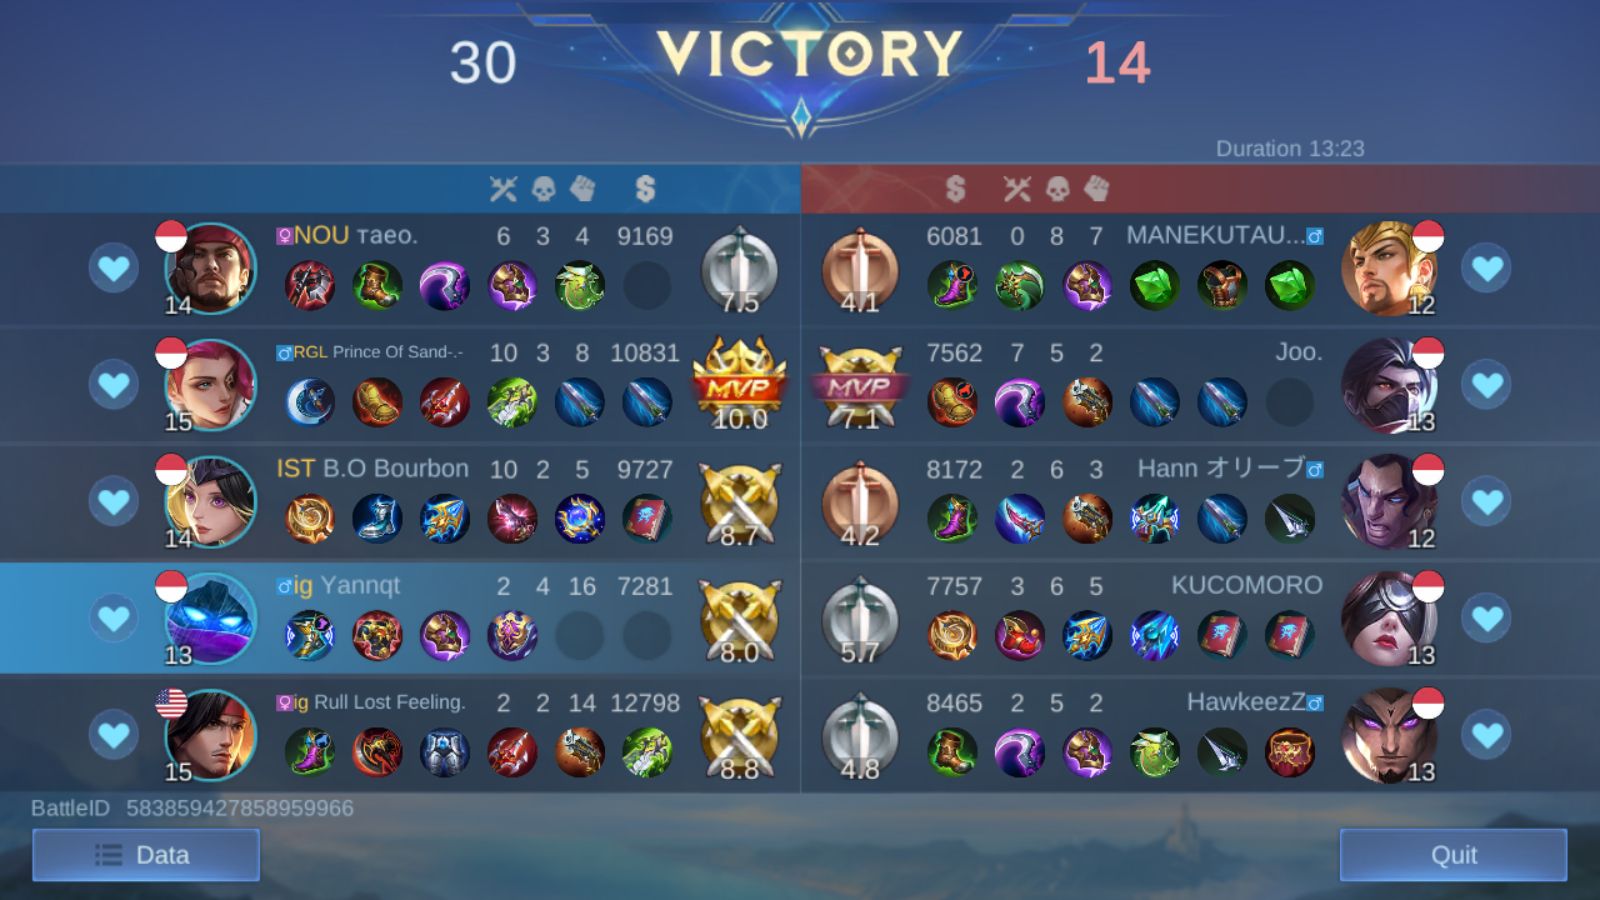 30 VICTORY 14
Duration 13:23
NOU тaeo. 6 3 4 9169
14 7.5
6081 0 8 7 MANEKUTAU...
4.1 12
RGL Prince Of Sand-.- 10 3 8 10831
15 MVP 10.0
7562 7 5 2 Joo.
MVP 7.1 13
IST B.O Bourbon 10 2 5 9727
14 8.7
8172 2 6 3 Hann オリーブ
4.2 12
ig Yannqt 2 4 16 7281
13 8.0
7757 3 6 5 KUCOMORO
5.7 13
ig Rull Lost Feeling. 2 2 14 12798
15 8.8
8465 2 5 2 HawkeezZ
4.8 13
BattleID 583859427858959966
Data
Quit